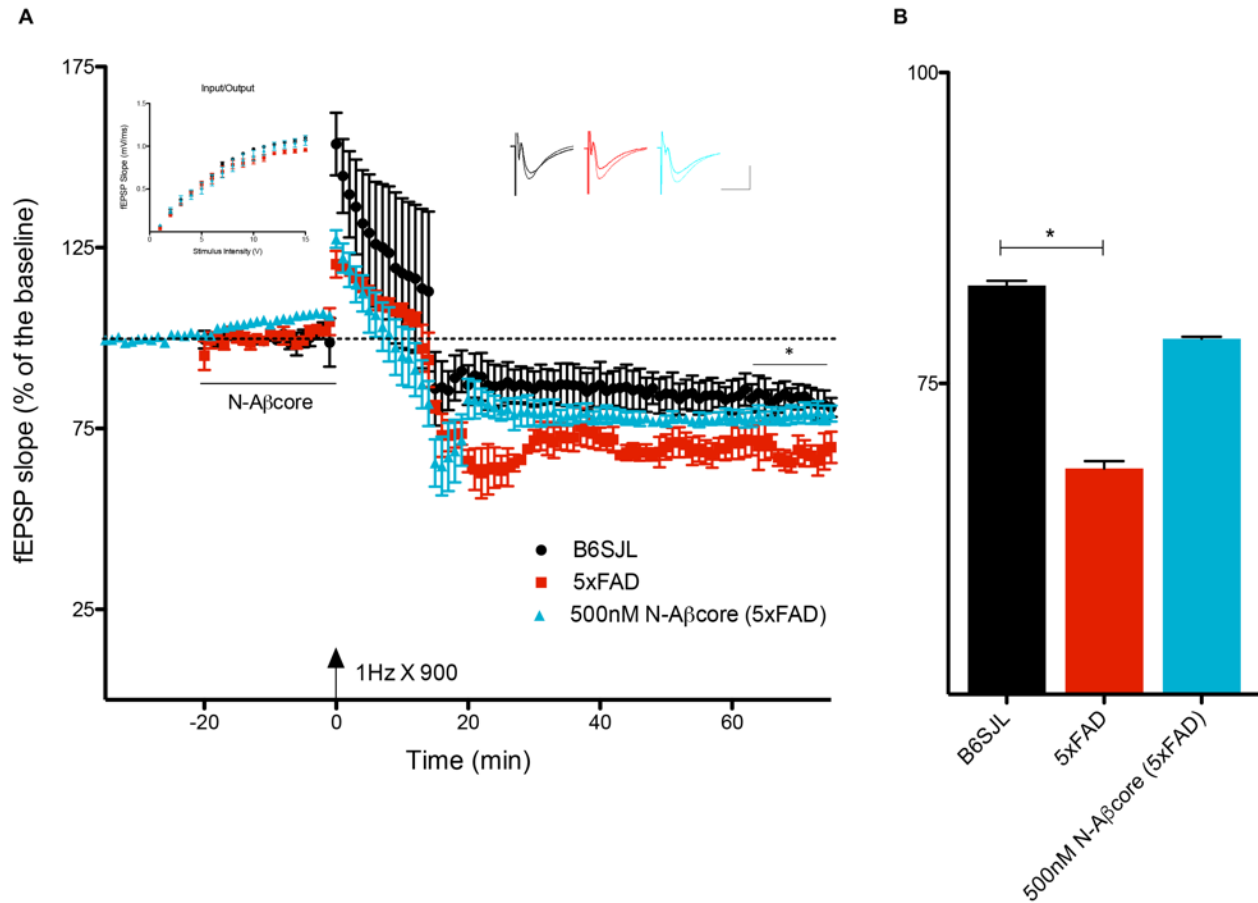 A
fEPSP slope (% of the baseline)
175
125
75
25
Input/Output
fEPSP Slope (mV/ms)
1.5
1.0
0.5
0
5
10
15
Stimulus Intensity (V)
N-Aβcore
*
B6SJL
5xFAD
500nM N-Aβcore (5xFAD)
1Hz X 900
-20
0
20
40
60
Time (min)
B
100
75
*
B6SJL
5xFAD
500nM N-Aβcore (5xFAD)